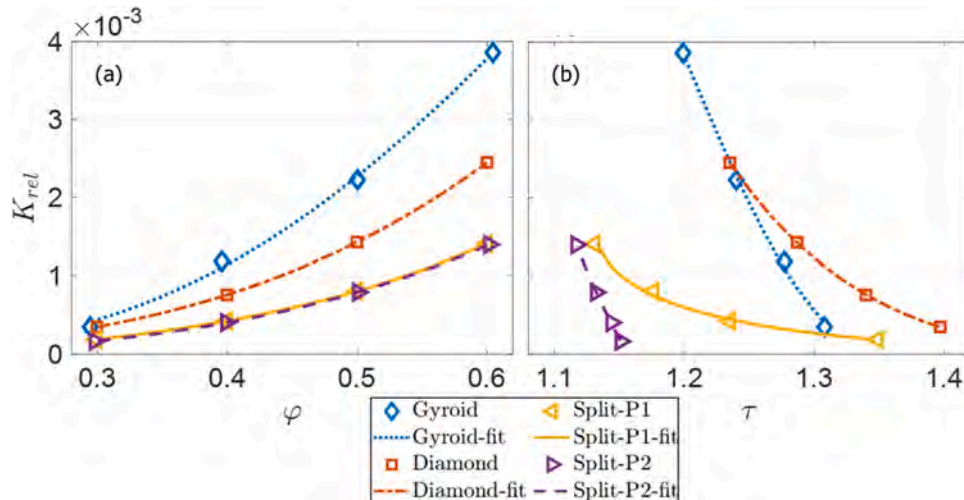 ×10⁻³
4
3
2
1
0
K_rel
(a)
(b)
0.3 0.4 0.5 0.6
1.1 1.2 1.3 1.4
φ
τ
Gyroid
Gyroid-fit
Diamond
Diamond-fit
Split-P1
Split-P1-fit
Split-P2
Split-P2-fit